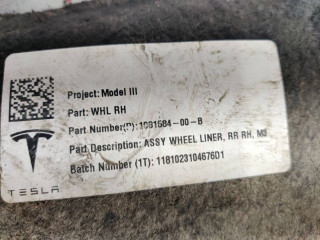 Project: Model III
Part: WHL RH
Part Number(P): 1081684-00-B
Part Description: ASSY WHEEL LINER, RR RH, M3
Batch Number (1T): 1181023104676D1
TESLA